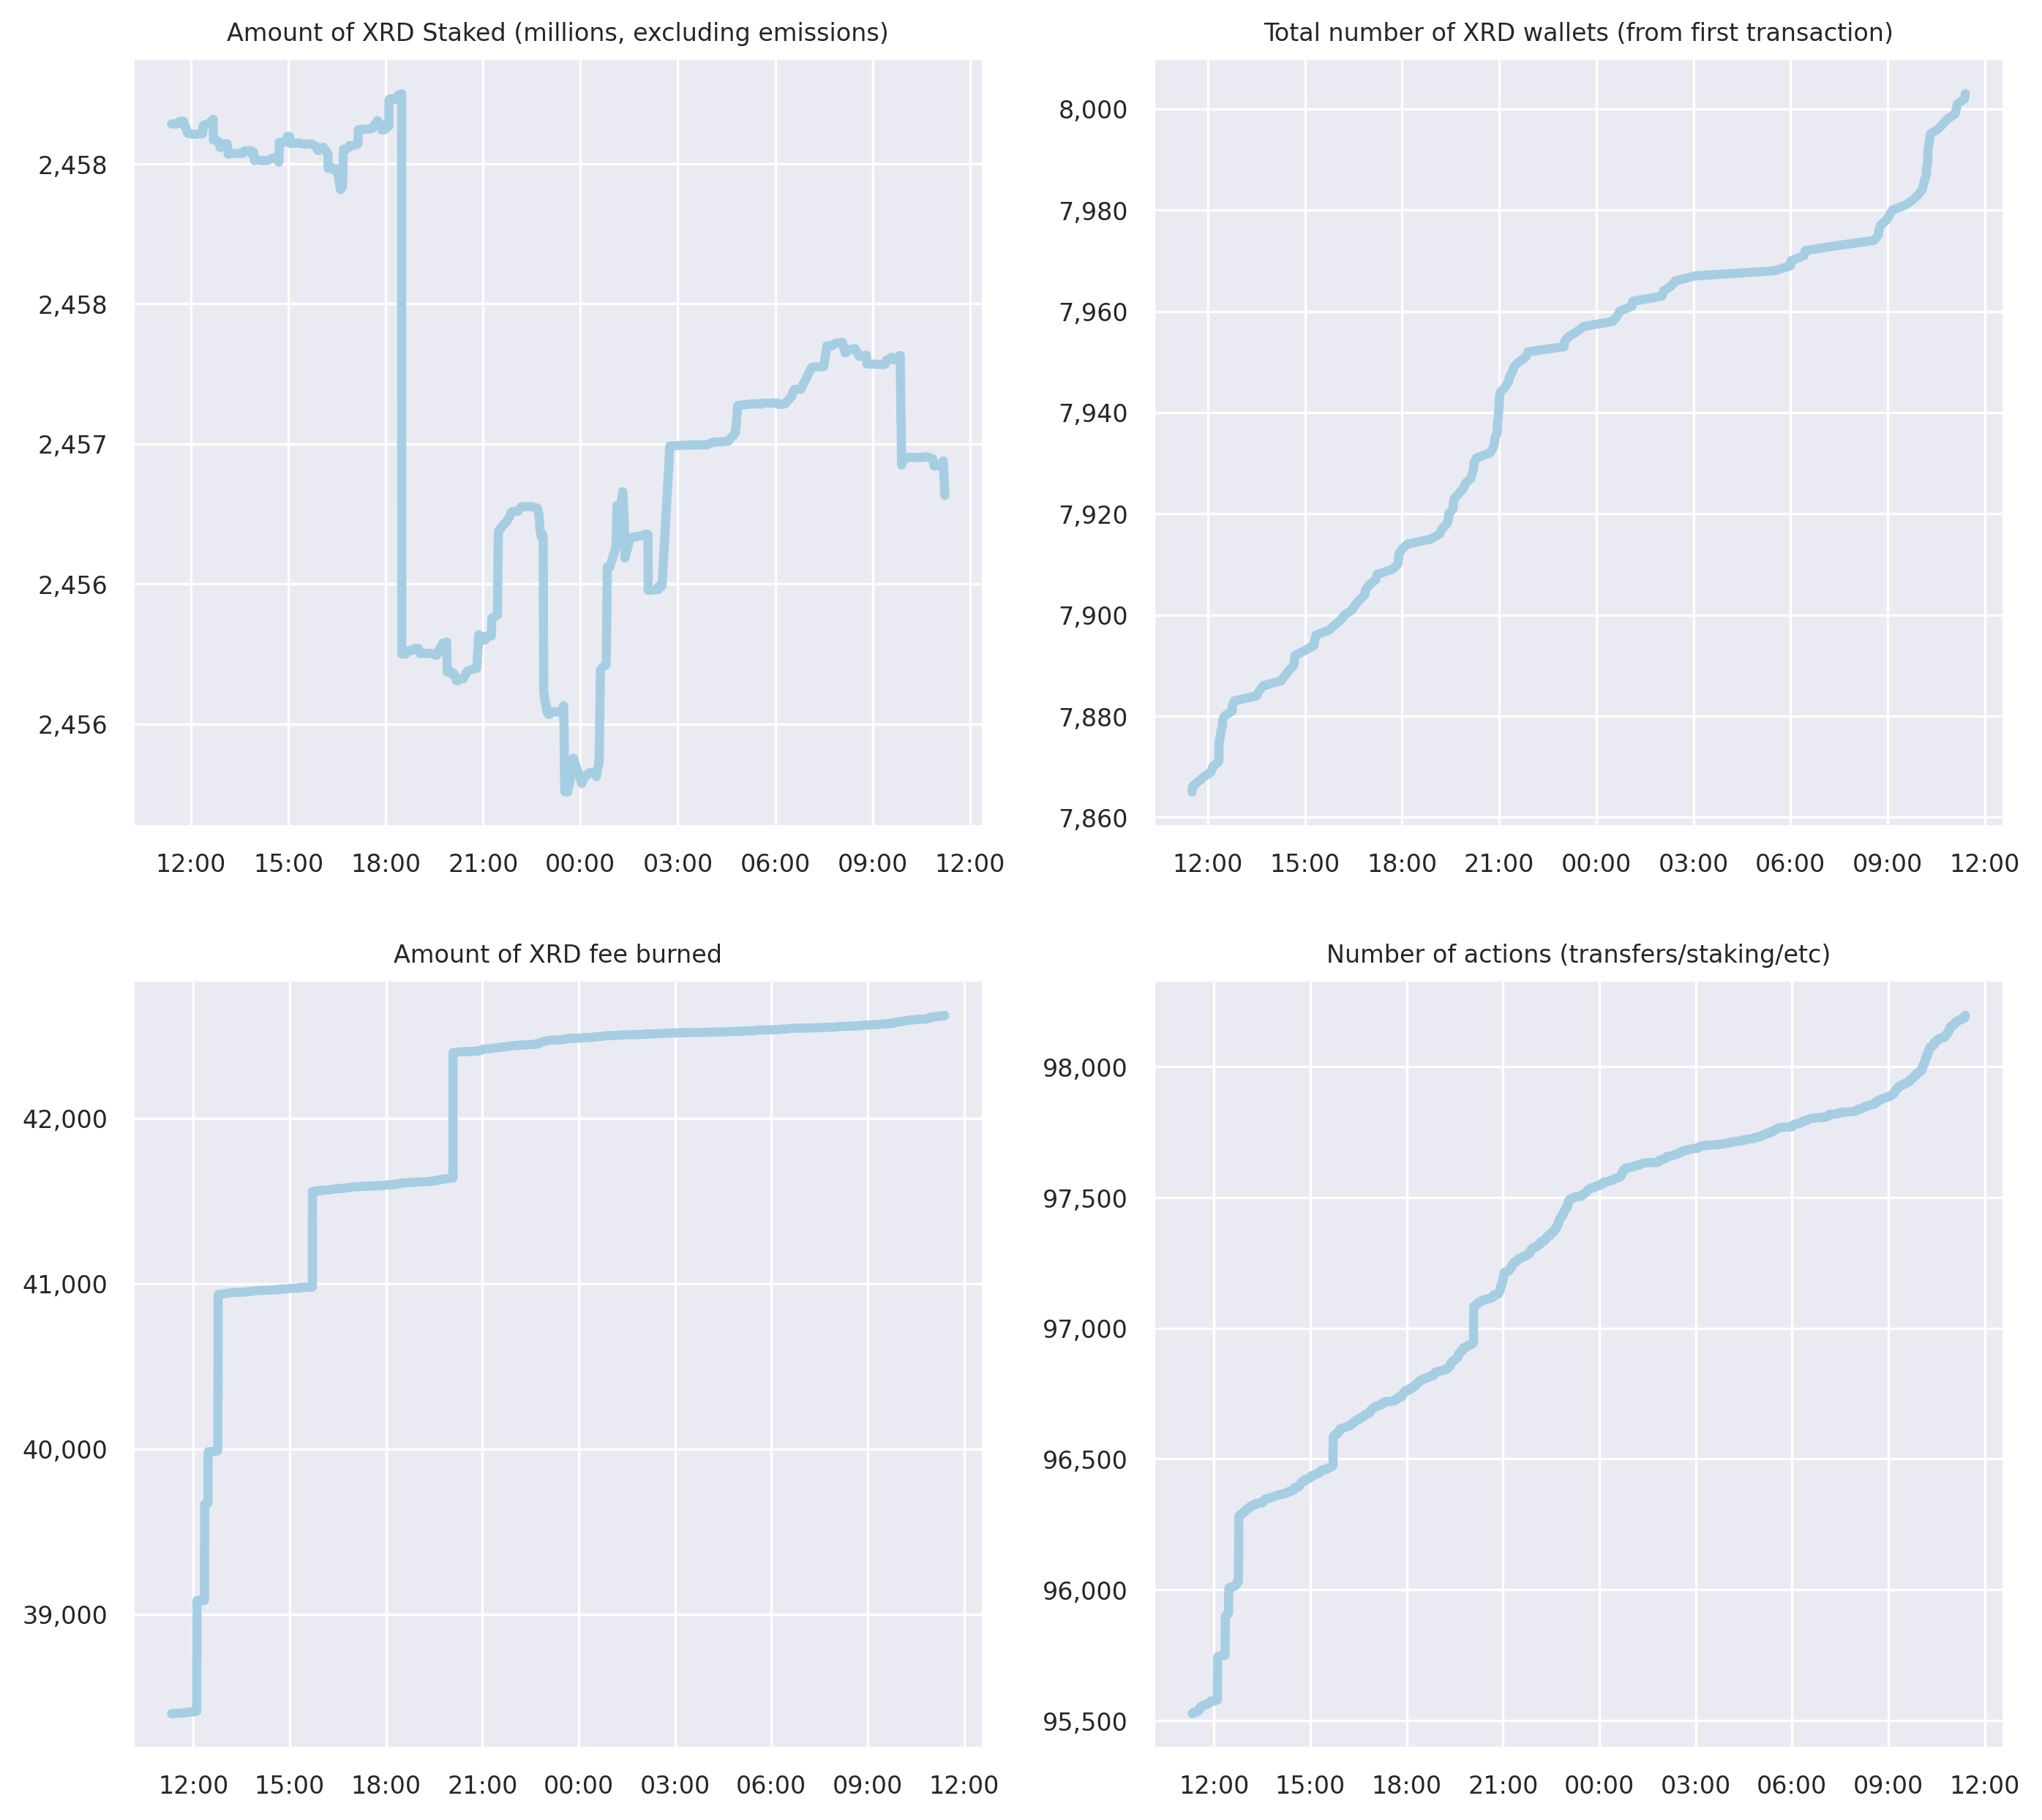 Amount of XRD Staked (millions, excluding emissions)
2,458
2,458
2,457
2,456
2,456
12:00 15:00 18:00 21:00 00:00 03:00 06:00 09:00 12:00
Total number of XRD wallets (from first transaction)
8,000
7,980
7,960
7,940
7,920
7,900
7,880
7,860
12:00 15:00 18:00 21:00 00:00 03:00 06:00 09:00 12:00
Amount of XRD fee burned
42,000
41,000
40,000
39,000
12:00 15:00 18:00 21:00 00:00 03:00 06:00 09:00 12:00
Number of actions (transfers/staking/etc)
98,000
97,500
97,000
96,500
96,000
95,500
12:00 15:00 18:00 21:00 00:00 03:00 06:00 09:00 12:00